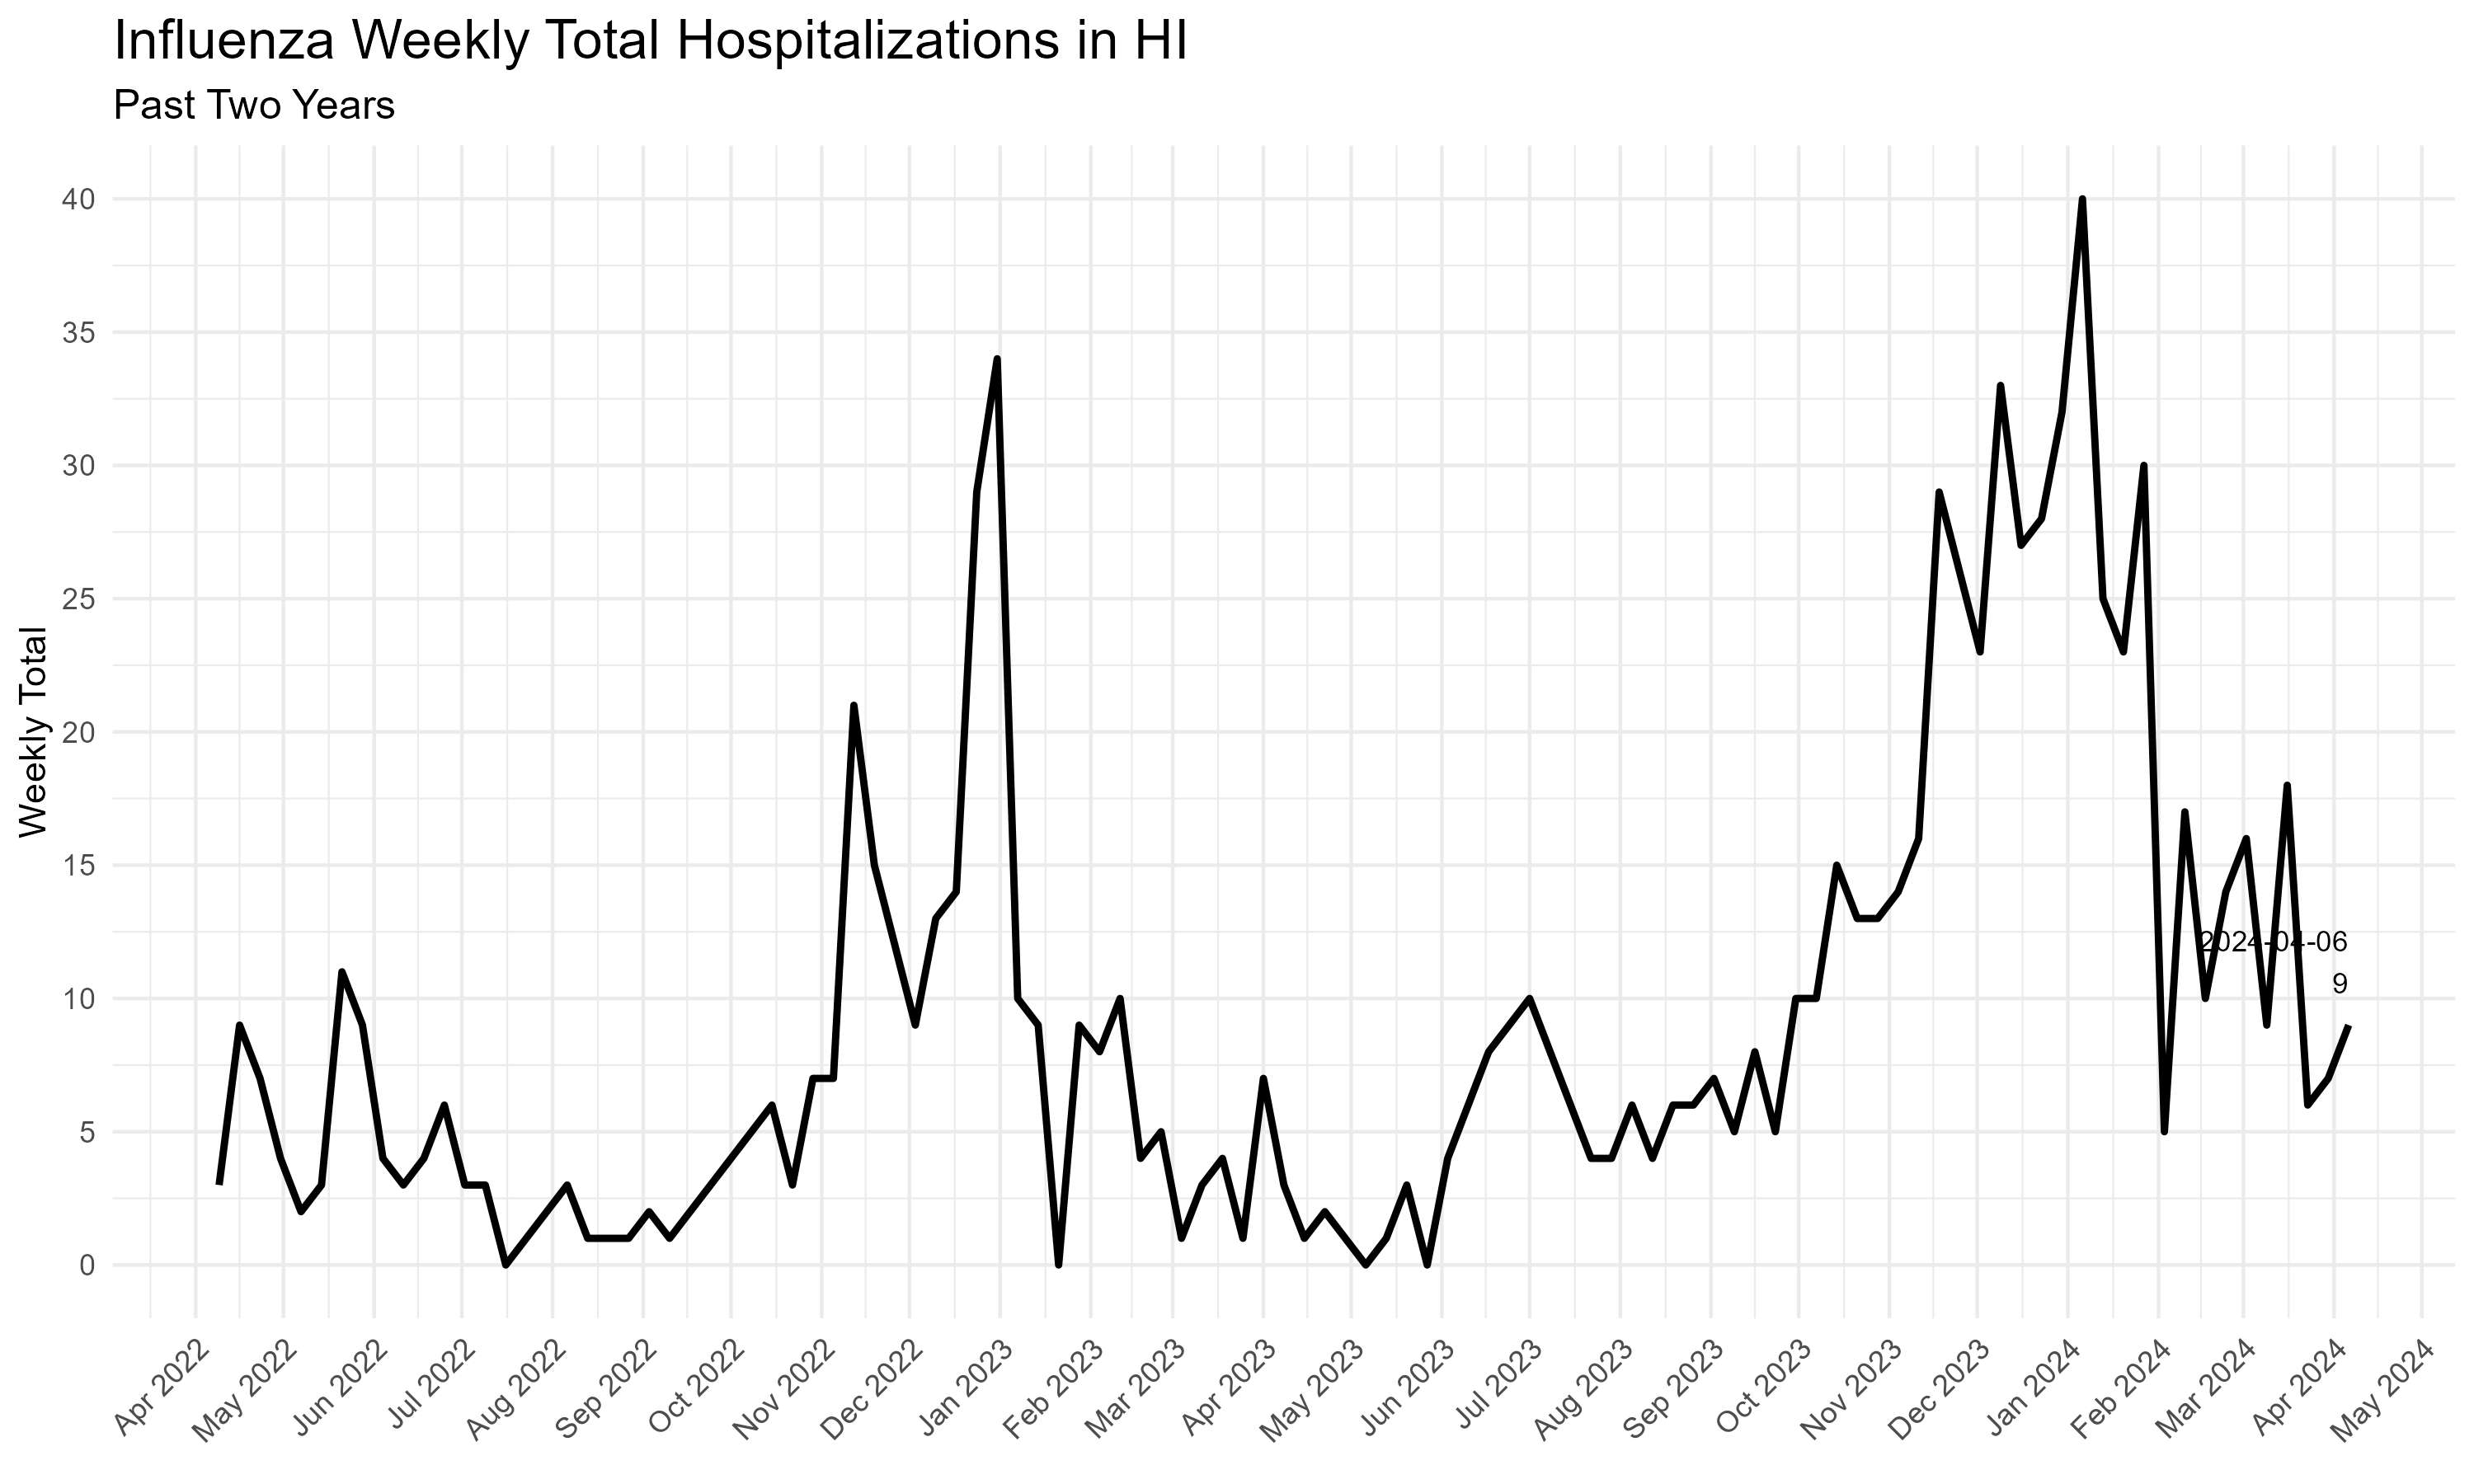 Influenza Weekly Total Hospitalizations in HI
Past Two Years
Weekly Total
40
35
30
25
20
15
10
5
0
2024-04-06
9
Apr 2022
May 2022
Jun 2022
Jul 2022
Aug 2022
Sep 2022
Oct 2022
Nov 2022
Dec 2022
Jan 2023
Feb 2023
Mar 2023
Apr 2023
May 2023
Jun 2023
Jul 2023
Aug 2023
Sep 2023
Oct 2023
Nov 2023
Dec 2023
Jan 2024
Feb 2024
Mar 2024
Apr 2024
May 2024